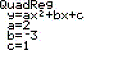 QuadReg
y=ax²+bx+c
a=2
b=-3
c=1